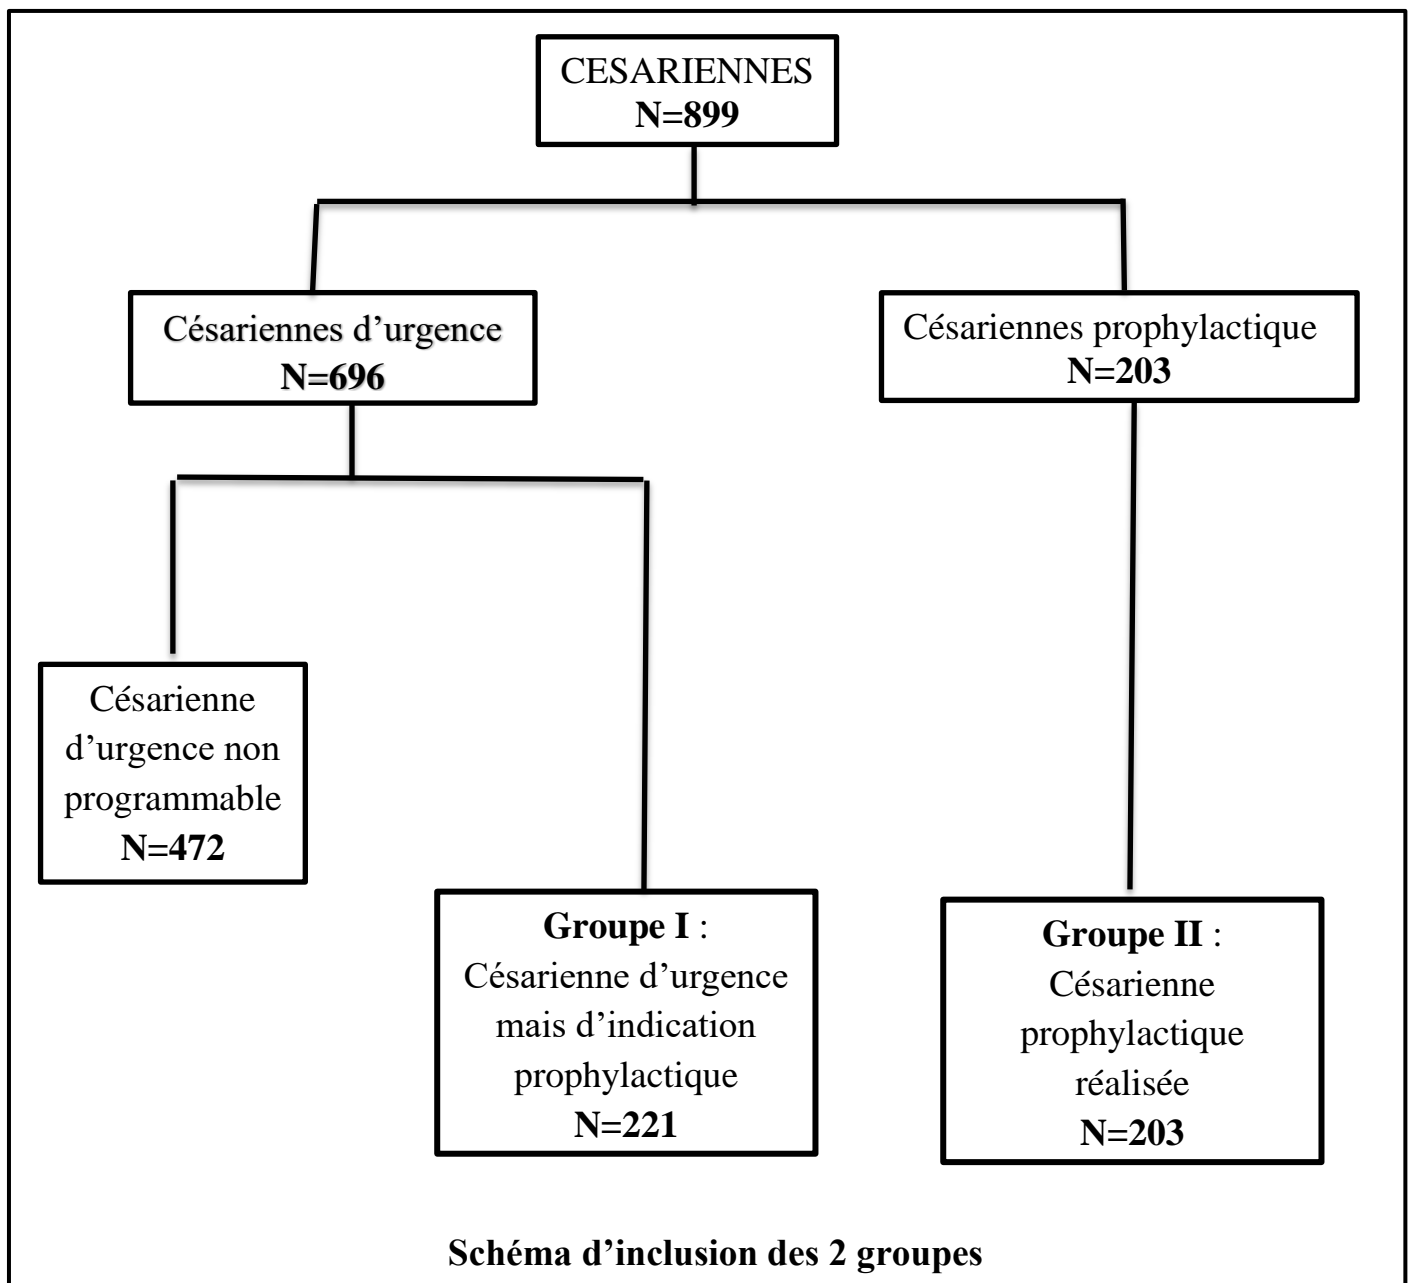 CESARIENNES
N=899
Césariennes d’urgence
N=696
Césariennes prophylactique
N=203
Césarienne
d’urgence non
programmable
N=472
Groupe I :
Césarienne d’urgence
mais d’indication
prophylactique
N=221
Groupe II :
Césarienne
prophylactique
réalisée
N=203
Schéma d’inclusion des 2 groupes